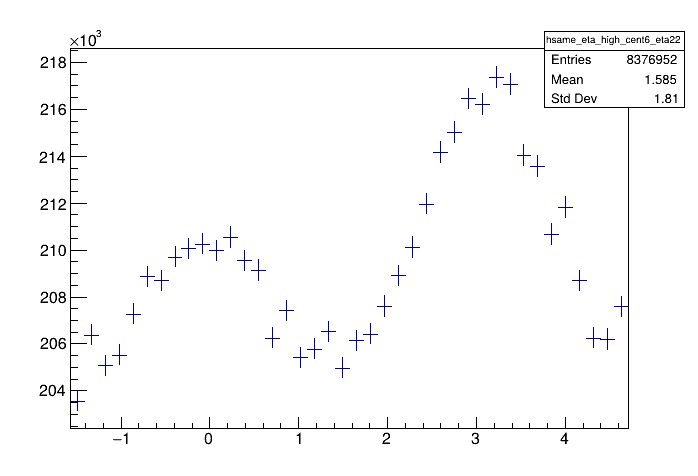 ×10³
hsame_eta_high_cent6_eta22
Entries 8376952
Mean 1.585
Std Dev 1.81
218
216
214
212
210
208
206
204
−1 0 1 2 3 4